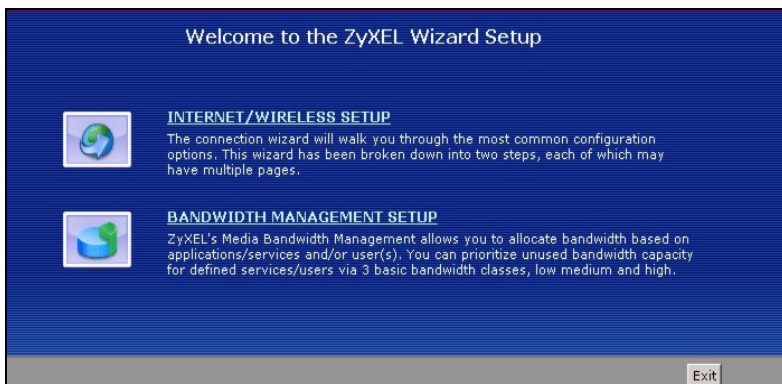 Welcome to the ZyXEL Wizard Setup
INTERNET/WIRELESS SETUP
The connection wizard will walk you through the most common configuration
options. This wizard has been broken down into two steps, each of which may
have multiple pages.
BANDWIDTH MANAGEMENT SETUP
ZyXEL's Media Bandwidth Management allows you to allocate bandwidth based on
applications/services and/or user(s). You can prioritize unused bandwidth capacity
for defined services/users via 3 basic bandwidth classes, low medium and high.
Exit